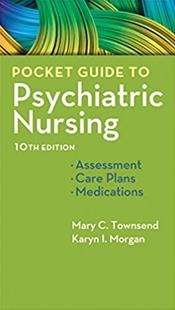 POCKET GUIDE TO
Psychiatric
Nursing
10TH EDITION
• Assessment
• Care Plans
• Medications
Mary C. Townsend
Karyn I. Morgan